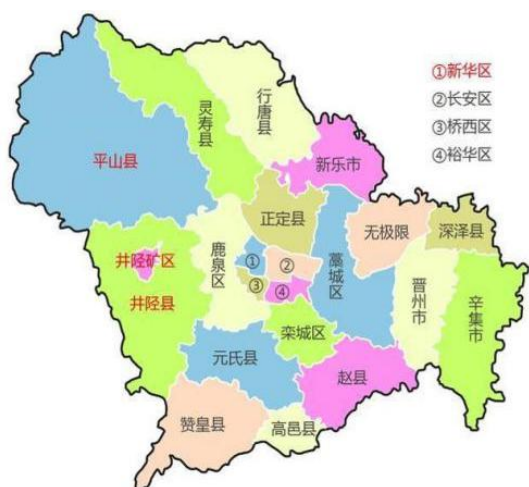 ①新华区
②长安区
③桥西区
④裕华区
行唐县
灵寿县
新乐市
平山县
正定县
无极限
深泽县
藁城区
鹿泉区
①
②
③
④
井陉矿区
井陉县
晋州市
辛集市
栾城区
元氏县
赵县
赞皇县
高邑县